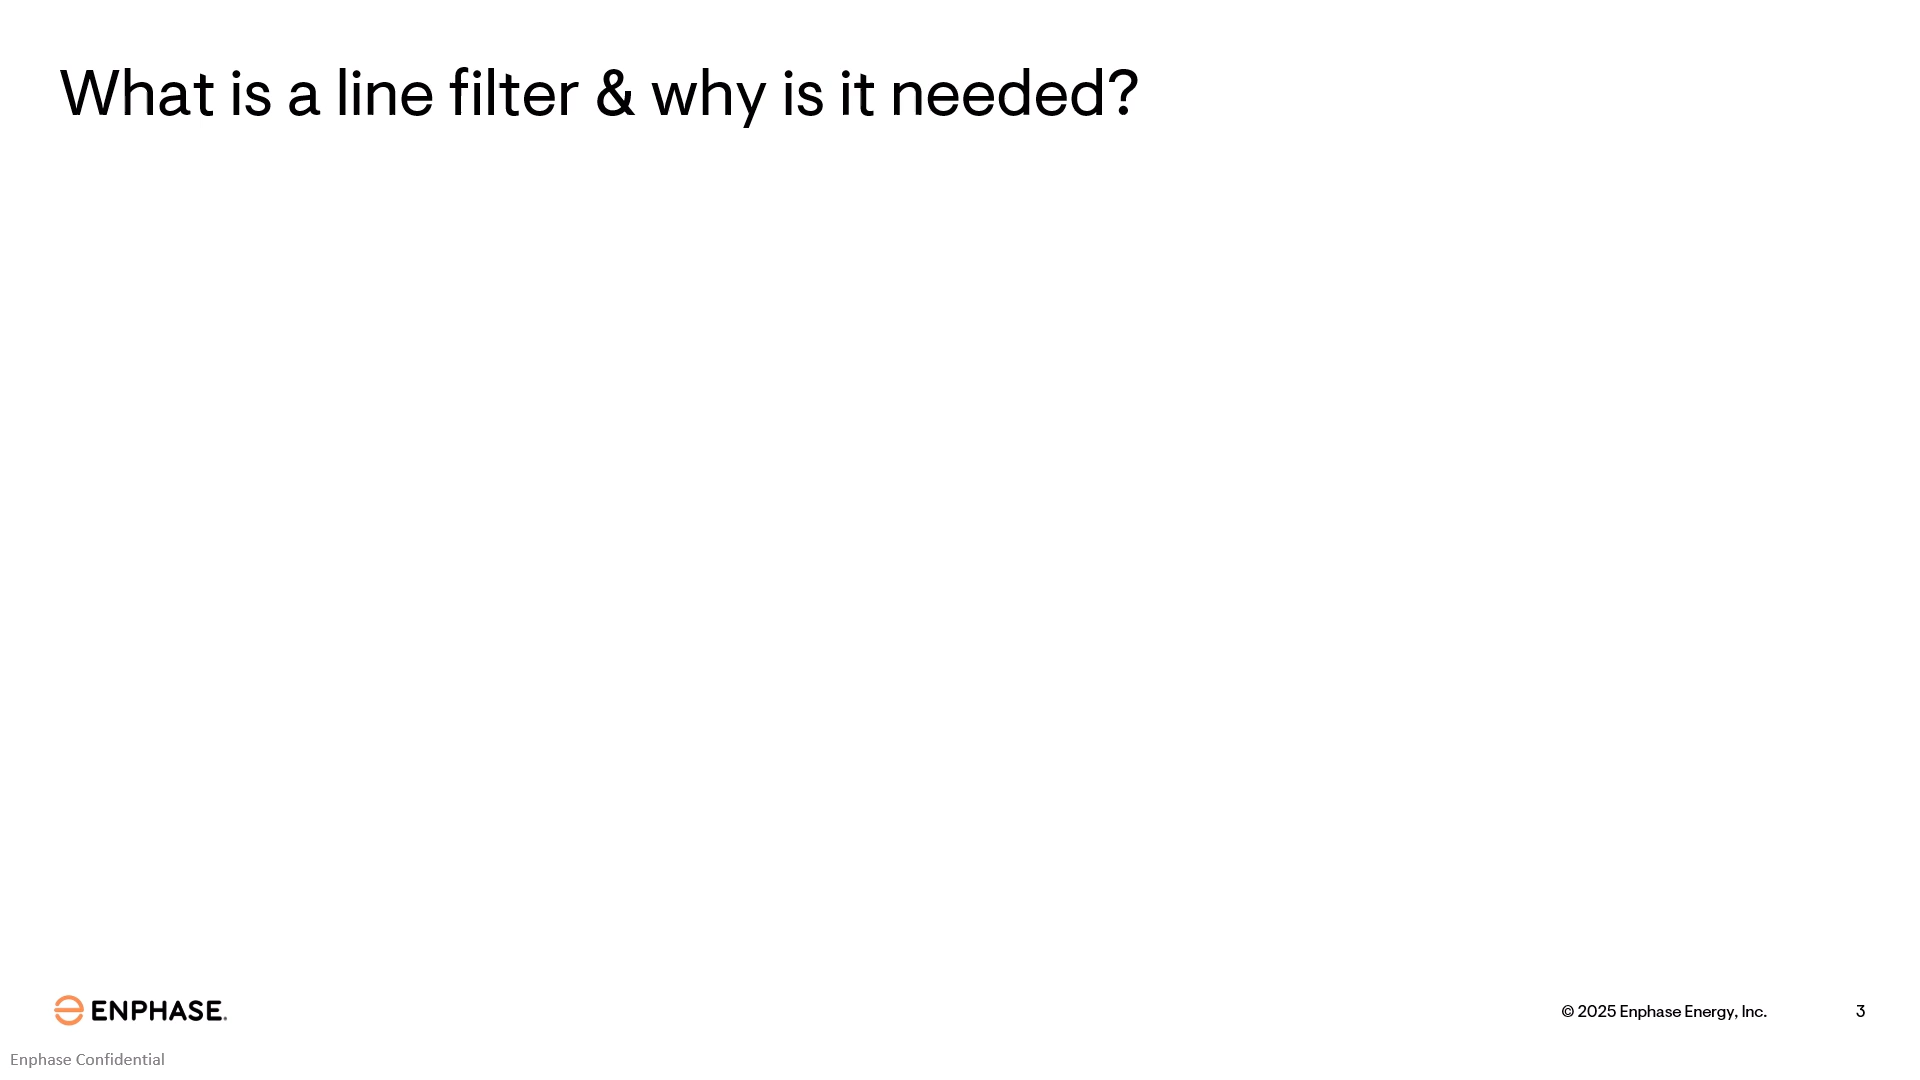 What is a line filter & why is it needed?
ENPHASE.
© 2025 Enphase Energy, Inc.
3
Enphase Confidential